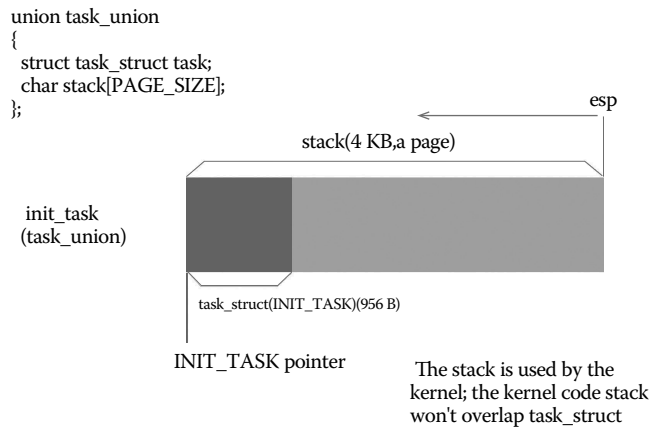 union task_union
{
struct task_struct task;
char stack[PAGE_SIZE];
};
esp
stack(4 KB,a page)
init_task
(task_union)
task_struct(INIT_TASK)(956 B)
INIT_TASK pointer
The stack is used by the
kernel; the kernel code stack
won't overlap task_struct